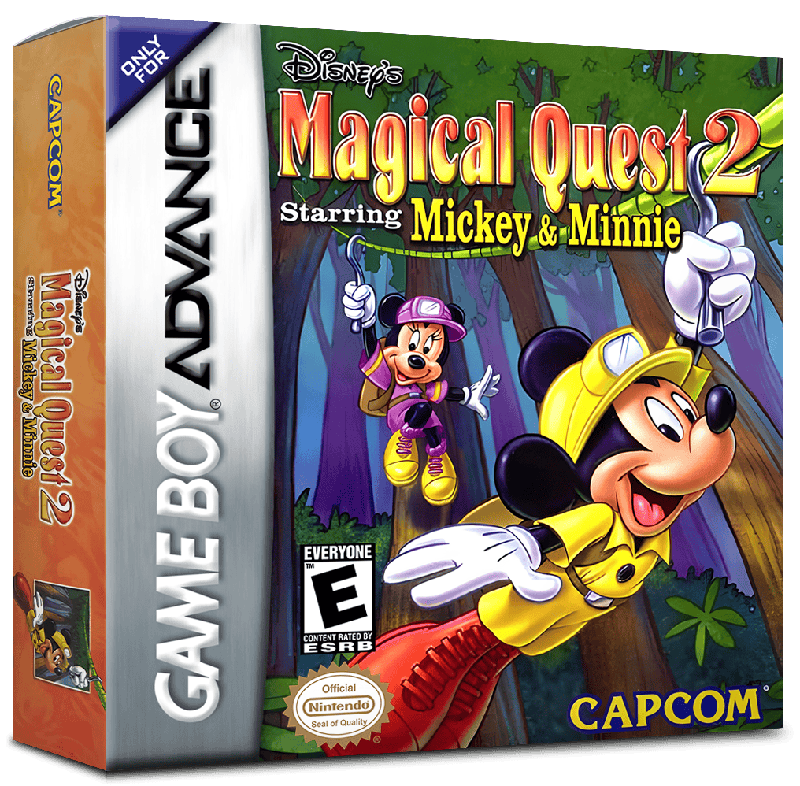 CAPCOM®
Disney's
Magical Quest 2
Starring Mickey & Minnie
ONLY
FOR
GAME BOY ADVANCE
®
Disney's
Magical Quest 2
Starring Mickey & Minnie
EVERYONE
™
E
CONTENT RATED BY
ESRB
Official
Nintendo
Seal of Quality
®
CAPCOM®